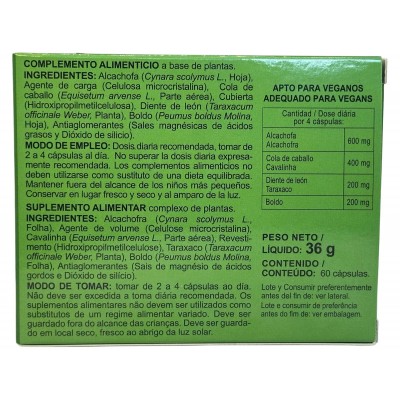 COMPLEMENTO ALIMENTICIO a base de plantas.
INGREDIENTES: Alcachofa (Cynara scolymus L., Hoja),
Agente de carga (Celulosa microcristalina), Cola de
caballo (Equisetum arvense L., Parte aérea), Cubierta
(Hidroxipropilmetilcelulosa), Diente de león (Taraxacum
officinale Weber, Planta), Boldo (Peumus boldus Molina,
Hoja), Antiaglomerantes (Sales magnésicas de ácidos
grasos y Dióxido de silicio).
MODO DE EMPLEO: Dosis diaria recomendada, tomar de
2 a 4 cápsulas al día. No superar la dosis diaria expresa-
mente recomendada. Los complementos alimenticios no
deben utilizarse como sustituto de una dieta equilibrada.
Mantener fuera del alcance de los niños más pequeños.
Conservar en lugar fresco y seco y al amparo de la luz.
SUPLEMENTO ALIMENTAR complexo de plantas.
INGREDIENTES: Alcachofra (Cynara scolymus L.,
Folha), Agente de volume (Celulose microcristalina),
Cavalinha (Equisetum arvense L., Parte aérea), Revesti-
mento (Hidroxipropilmetilcelulose), Taraxaco (Taraxacum
officinale Weber, Planta), Boldo (Peumus boldus Molina,
Folha), Antiaglomerantes (Sais de magnésio de ácidos
gordos e Dióxido de silício).
MODO DE TOMAR: tomar de 2 a 4 cápsulas ao dia.
Não deve ser excedida a toma diária recomendada. Os
suplementos alimentares não devem ser utilizados como
substitutos de um regime alimentar variado. Deve ser
guardado fora do alcance das crianças. Deve ser guarda-
do em local seco, fresco ao abrigo da luz solar.
APTO PARA VEGANOS
ADEQUADO PARA VEGANS
Cantidad / Dose diária
por 4 cápsulas:
Alcachofa
Alcachofra
600 mg
Cola de caballo
Cavalinha
400 mg
Diente de león
Taraxaco
200 mg
Boldo
200 mg
PESO NETO /
LÍQUIDO: 36 g
CONTENIDO /
CONTEÚDO: 60 cápsulas.
Lote y Consumir preferentemente
antes del fin de: ver lateral.
Lote e Consumir de preferência
antes do fim de: ver embalagem.